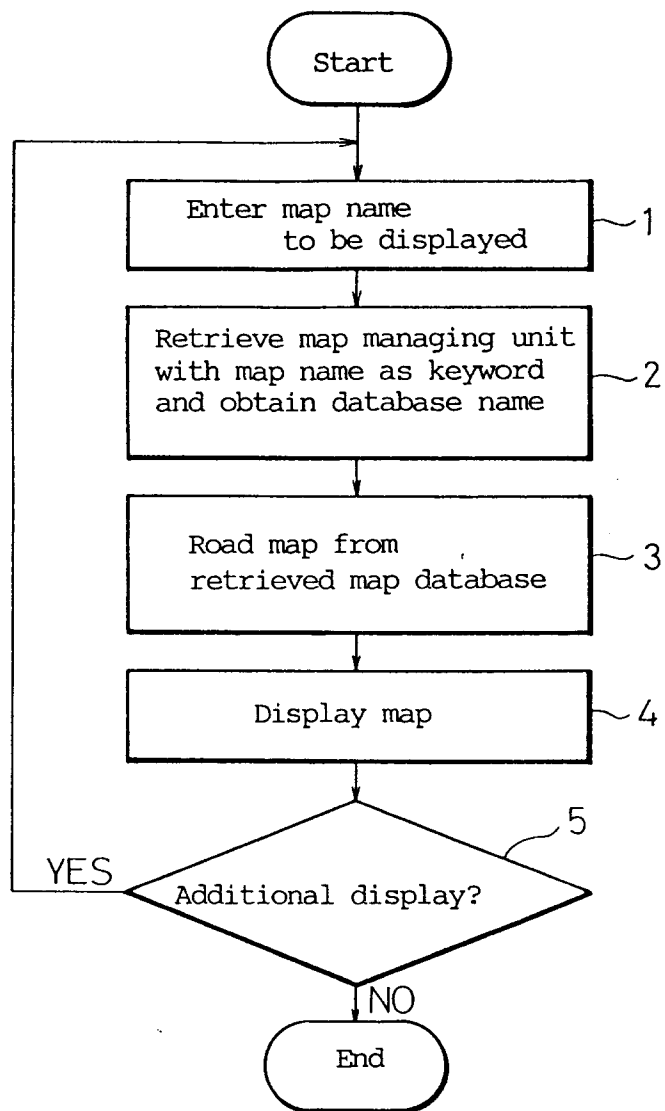 Start
Enter map name
to be displayed
1
Retrieve map managing unit
with map name as keyword
and obtain database name
2
Road map from
retrieved map database
3
Display map
4
5
YES
Additional display?
NO
End